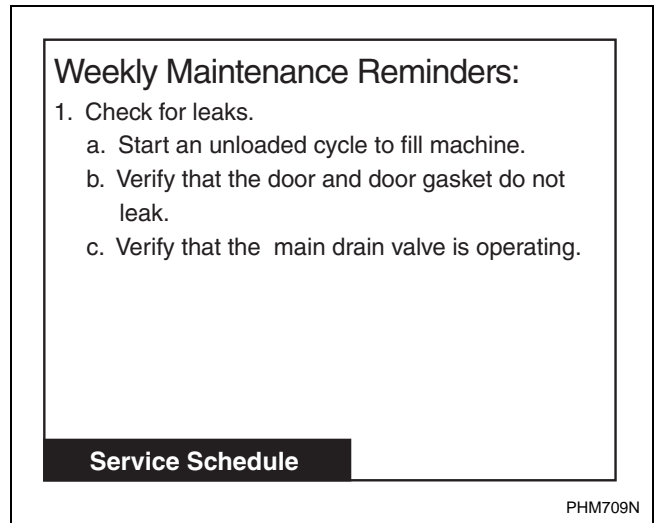 Weekly Maintenance Reminders:
1. Check for leaks.
a. Start an unloaded cycle to fill machine.
b. Verify that the door and door gasket do not
leak.
c. Verify that the main drain valve is operating.
Service Schedule
PHM709N